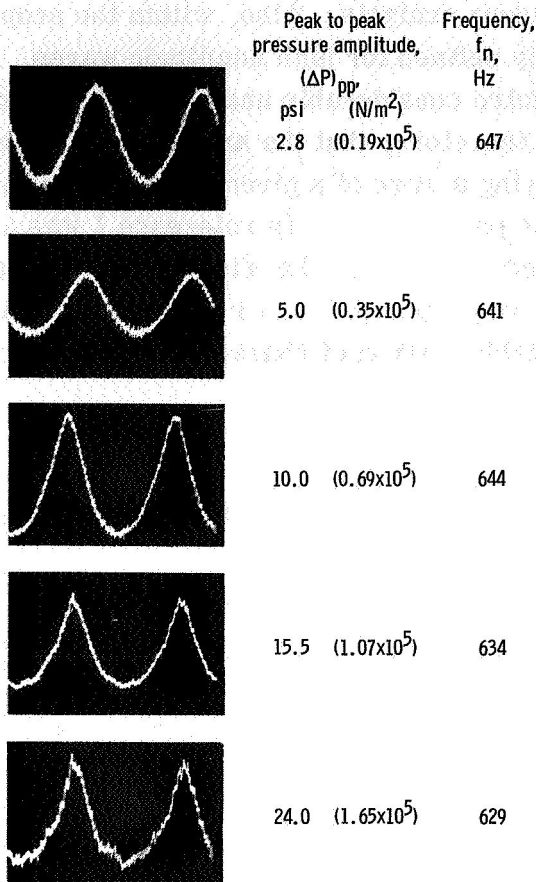 Peak to peak Frequency,
pressure amplitude, fn,
(ΔP)pp, Hz
psi (N/m²)
2.8 (0.19x10⁵) 647
5.0 (0.35x10⁵) 641
10.0 (0.69x10⁵) 644
15.5 (1.07x10⁵) 634
24.0 (1.65x10⁵) 629